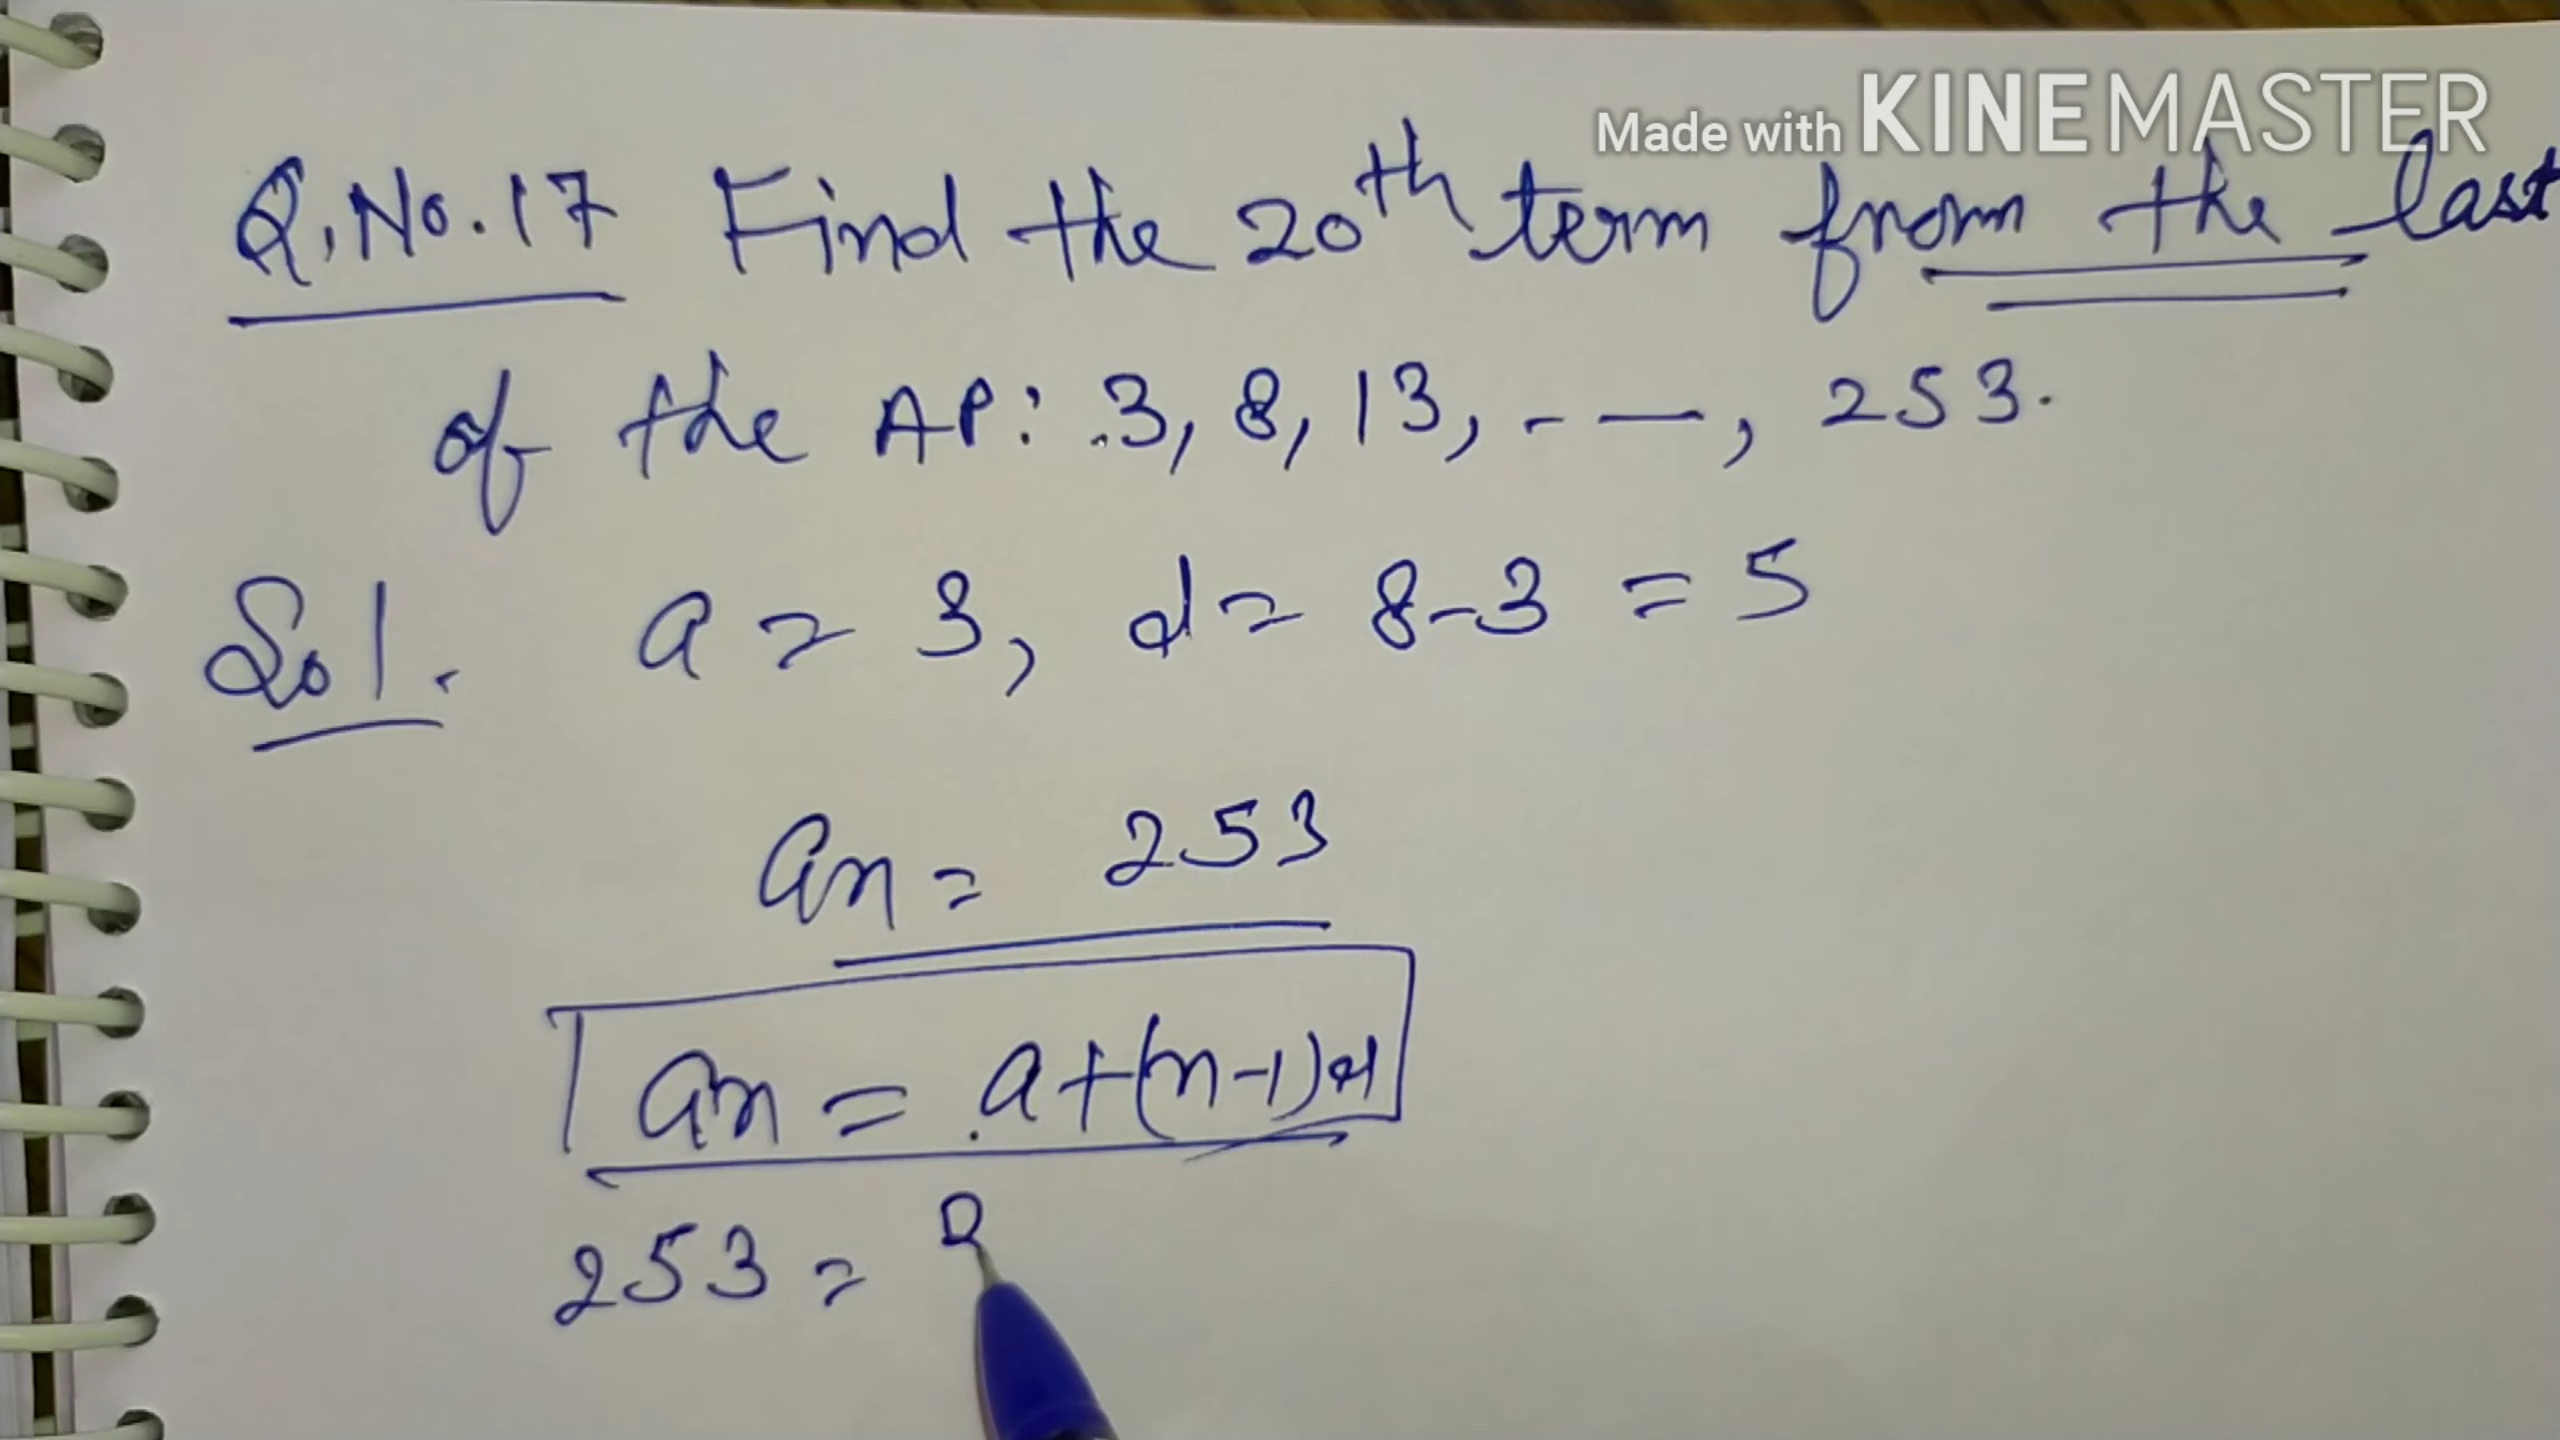 Made with KINEMASTER
Q.No.17 Find the 20th term from the last
of the AP: 3, 8, 13, - —, 253.
Sol. a = 3, d = 8-3 = 5
an = 253
an = a+(n-1)d
253 =